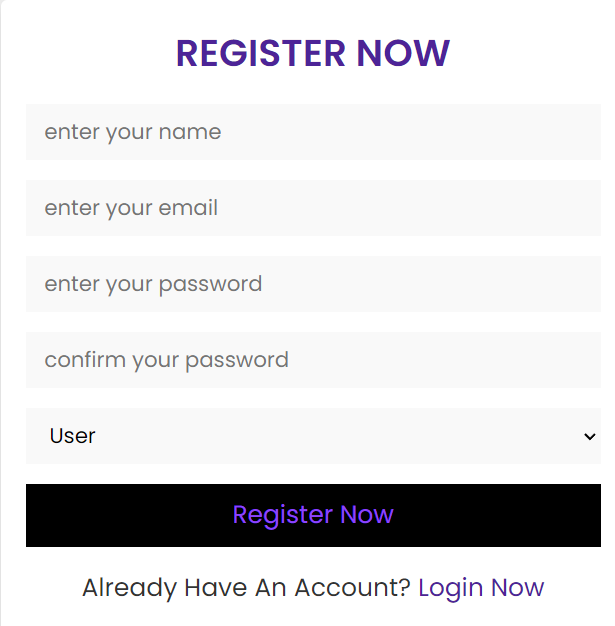 REGISTER NOW
enter your name
enter your email
enter your password
confirm your password
User
Register Now
Already Have An Account? Login Now